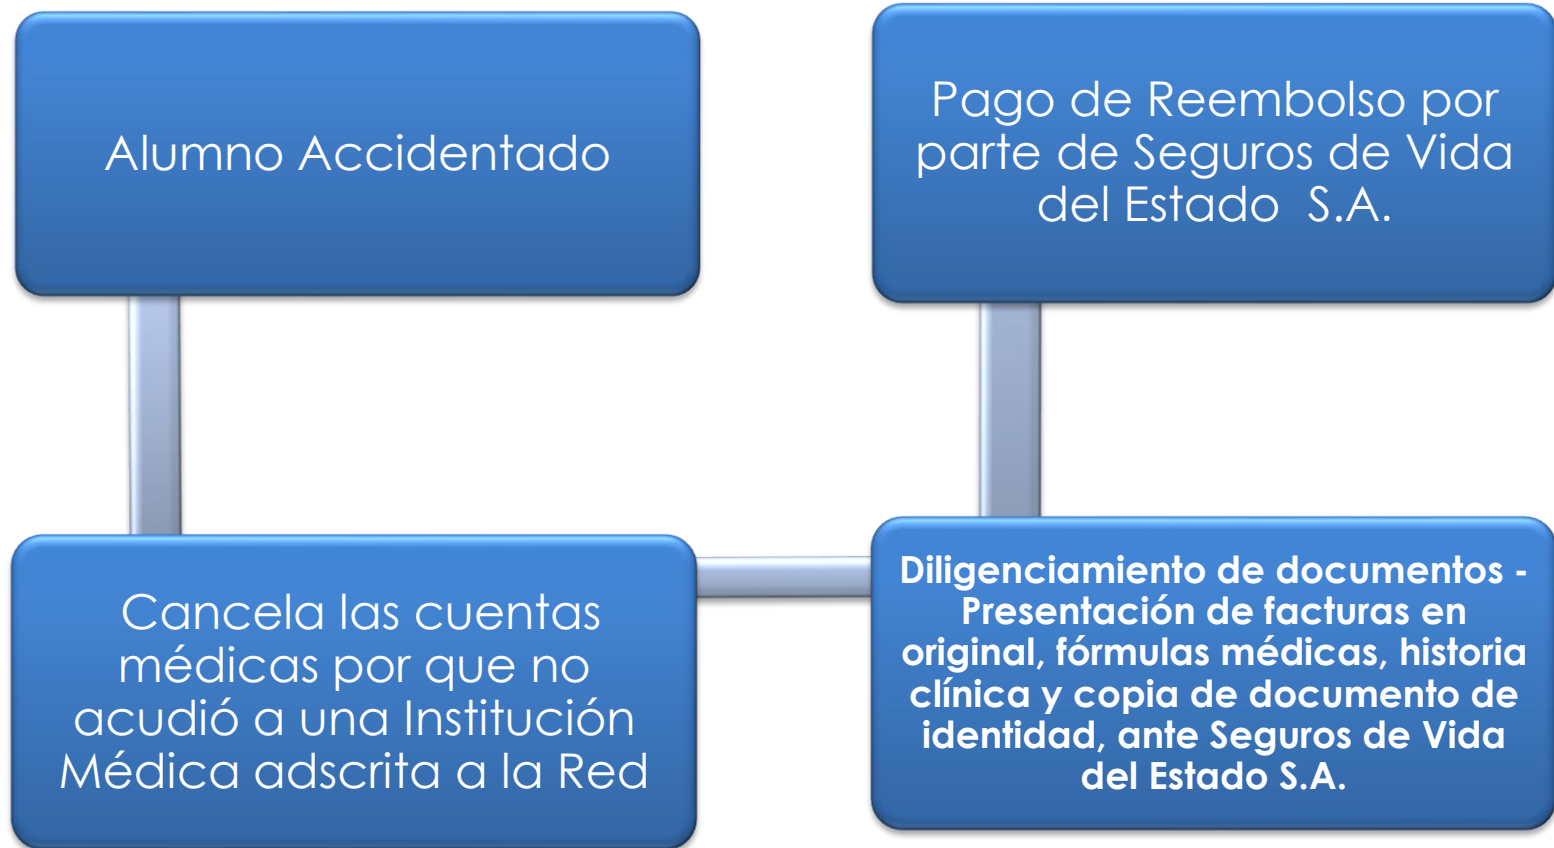 Alumno Accidentado
Cancela las cuentas
médicas por que no
acudió a una Institución
Médica adscrita a la Red
Diligenciamiento de documentos -
Presentación de facturas en
original, fórmulas médicas, historia
clínica y copia de documento de
identidad, ante Seguros de Vida
del Estado S.A.
Pago de Reembolso por
parte de Seguros de Vida
del Estado  S.A.